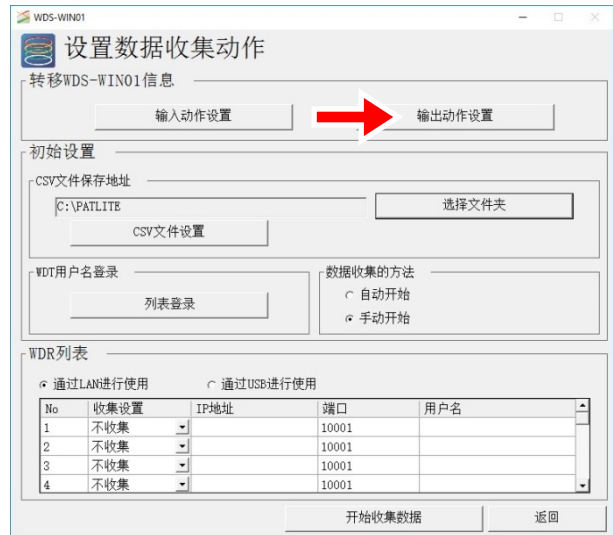 WDS-WIN01
设置数据收集动作
转移WDS-WIN01信息
输入动作设置 输出动作设置
初始设置
CSV文件保存地址
C:\PATLITE 选择文件夹
CSV文件设置
WDT用户名登录 数据收集的方法
列表登录 自动开始
手动开始
WDR列表
通过LAN进行使用 通过USB进行使用
No 收集设置 IP地址 端口 用户名
1 不收集 10001
2 不收集 10001
3 不收集 10001
4 不收集 10001
开始收集数据 返回